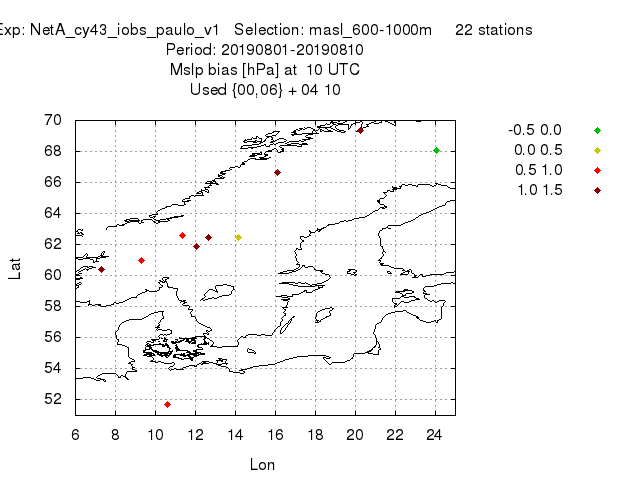 Exp: NetA_cy43_iobs_paulo_v1 Selection: masl_600-1000m 22 stations
Period: 20190801-20190810
Mslp bias [hPa] at 10 UTC
Used {00,06} + 04 10
70
68
66
64
62
60
58
56
54
52
6 8 10 12 14 16 18 20 22 24
Lat
Lon
-0.5 0.0
0.0 0.5
0.5 1.0
1.0 1.5